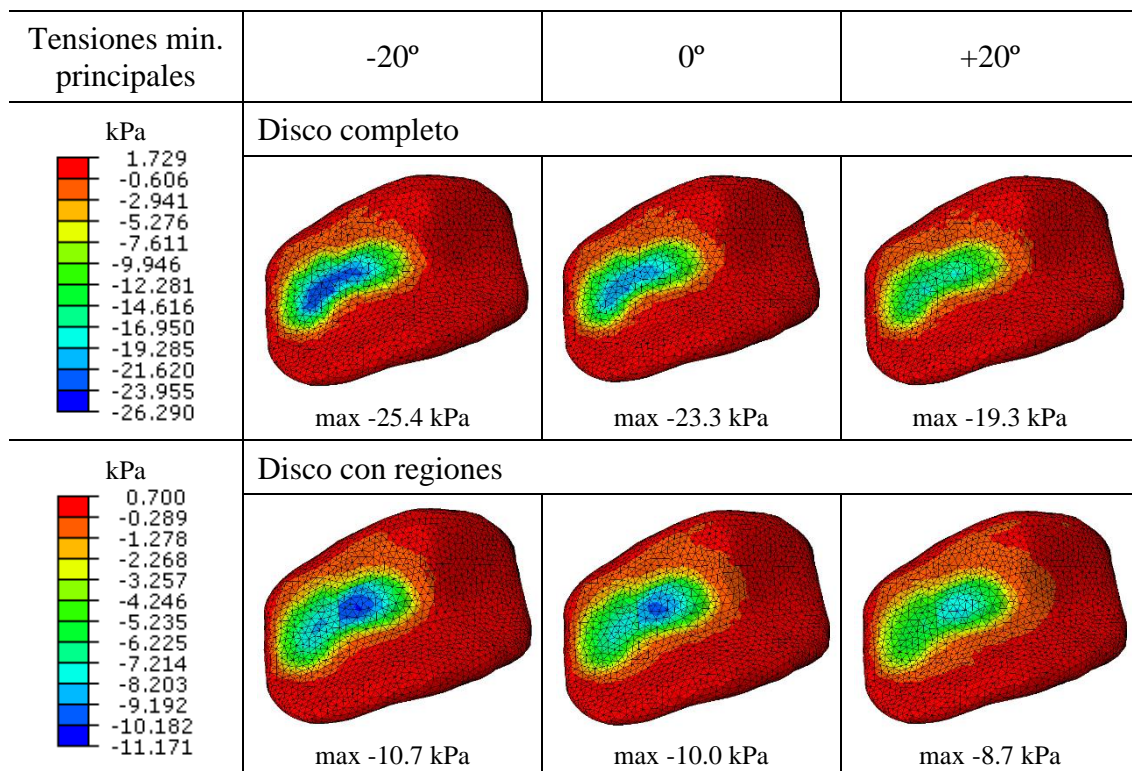 Tensiones min.
principales
-20º
0º
+20º
kPa
1.729
-0.606
-2.941
-5.276
-7.611
-9.946
-12.281
-14.616
-16.950
-19.285
-21.620
-23.955
-26.290
Disco completo
max -25.4 kPa
max -23.3 kPa
max -19.3 kPa
kPa
0.700
-0.289
-1.278
-2.268
-3.257
-4.246
-5.235
-6.225
-7.214
-8.203
-9.192
-10.182
-11.171
Disco con regiones
max -10.7 kPa
max -10.0 kPa
max -8.7 kPa